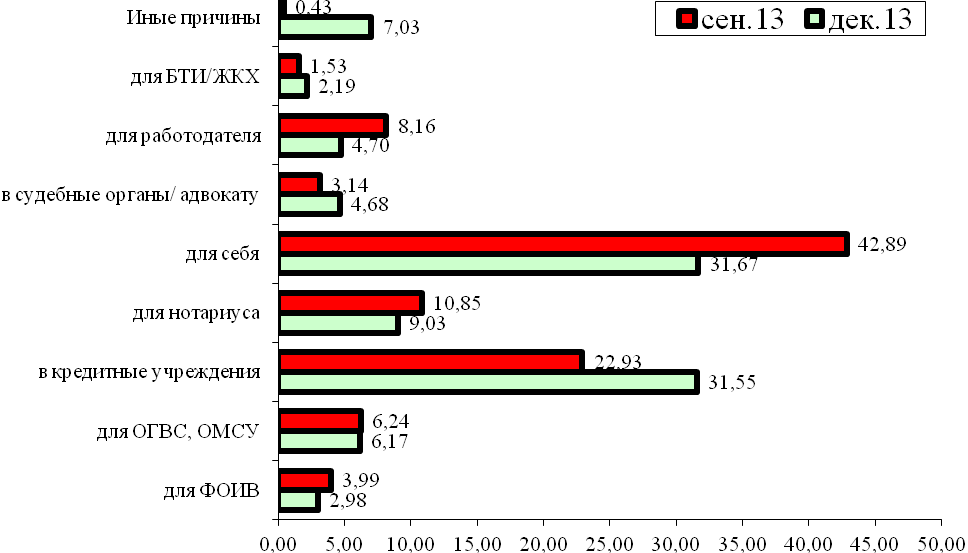 Иные причины
0,43
7,03
сен.13
дек.13
для БТИ/ЖКХ
1,53
2,19
для работодателя
8,16
4,70
в судебные органы/ адвокату
3,14
4,68
для себя
42,89
31,67
для нотариуса
10,85
9,03
в кредитные учреждения
22,93
31,55
для ОГВС, ОМСУ
6,24
6,17
для ФОИВ
3,99
2,98
0,00 5,00 10,00 15,00 20,00 25,00 30,00 35,00 40,00 45,00 50,00